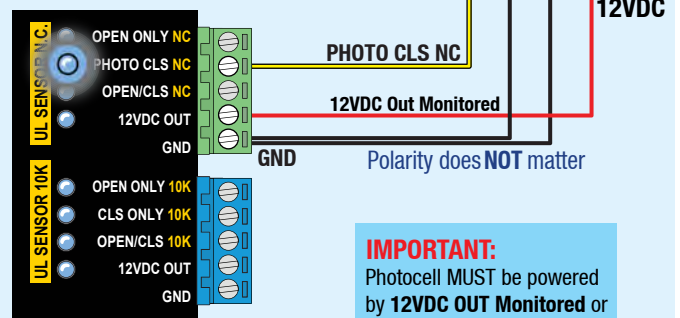 12VDC
UL SENSOR N.C.
OPEN ONLY NC
PHOTO CLS NC
OPEN/CLS NC
12VDC OUT
GND
PHOTO CLS NC
12VDC Out Monitored
GND
Polarity does NOT matter
UL SENSOR 10K
OPEN ONLY 10K
CLS ONLY 10K
OPEN/CLS 10K
12VDC OUT
GND
IMPORTANT:
Photocell MUST be powered
by 12VDC OUT Monitored or